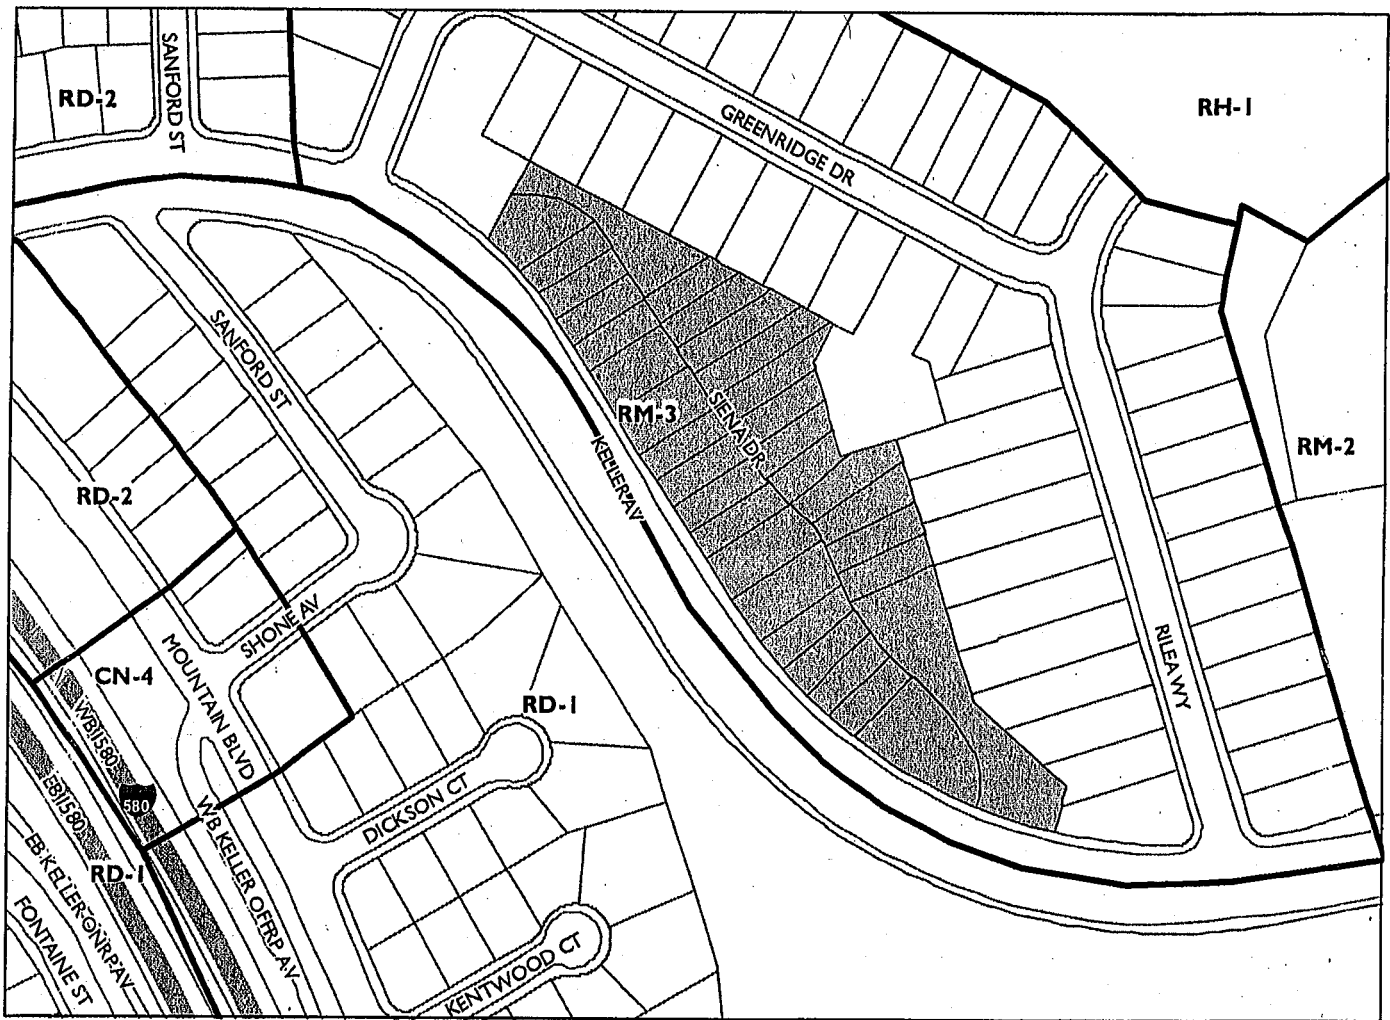 SANFORD ST
RD-2
RH-1
GREENRIDGE DR
SANFORD ST
RM-3
SIENA DR
KELLER AV
RM-2
RD-2
SHONE AV
MOUNTAIN BLVD
CN-4
RILEA WY
RD-1
WB I580
EB I580
580
DICKSON CT
WB KELLER OFFRP AV
EB KELLER ONRP AV
RD-1
FONTAINE ST
KENTWOOD CT